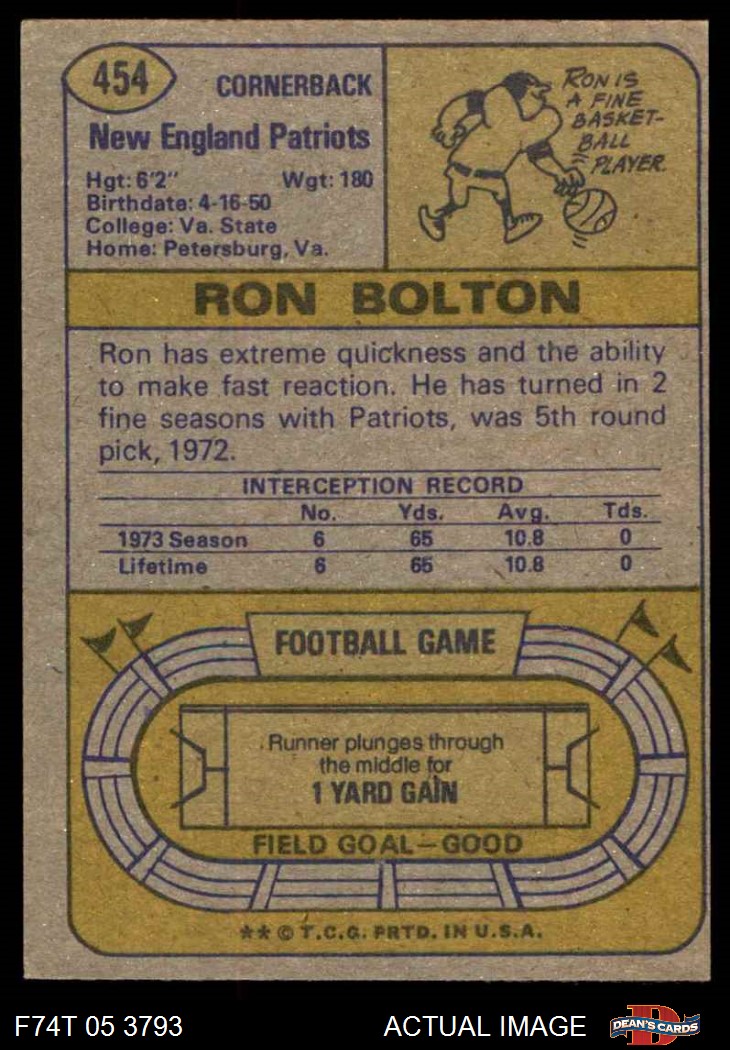 454
CORNERBACK
New England Patriots
Hgt: 6'2" Wgt: 180
Birthdate: 4-16-50
College: Va. State
Home: Petersburg, Va.
RON IS
A FINE
BASKET-
BALL
PLAYER.
RON BOLTON
Ron has extreme quickness and the ability
to make fast reaction. He has turned in 2
fine seasons with Patriots, was 5th round
pick, 1972.
INTERCEPTION RECORD
No. Yds. Avg. Tds.
1973 Season 6 65 10.8 0
Lifetime 6 65 10.8 0
FOOTBALL GAME
Runner plunges through
the middle for
1 YARD GAIN
FIELD GOAL—GOOD
** © T.C.G. PRTD. IN U.S.A.
F74T 05 3793 ACTUAL IMAGE
D
DEAN'S CARDS